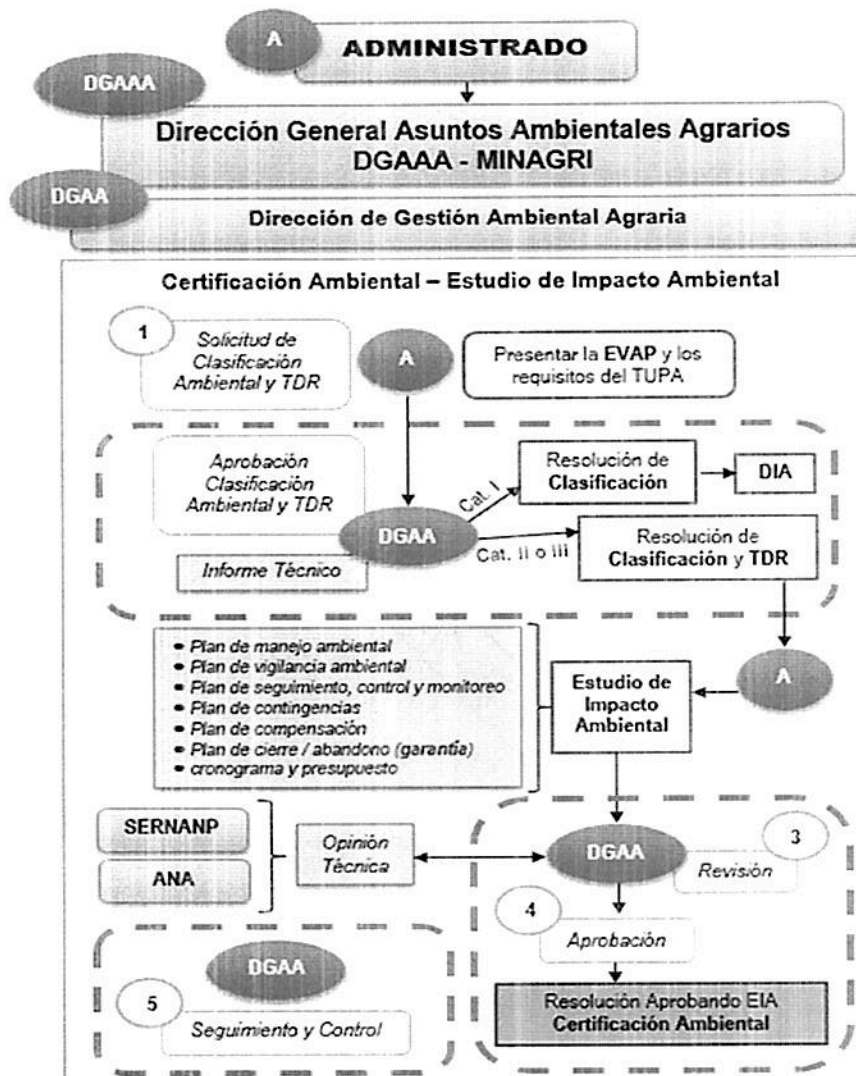 A
ADMINISTRADO
DGAAA
Dirección General Asuntos Ambientales Agrarios
DGAAA - MINAGRI
DGAA
Dirección de Gestión Ambiental Agraria
Certificación Ambiental – Estudio de Impacto Ambiental
1
Solicitud de
Clasificación
Ambiental y TDR
A
Presentar la EVAP y los
requisitos del TUPA
Aprobación
Clasificación
Ambiental y TDR
Informe Técnico
DGAA
Cat. I
Resolución de
Clasificación
DIA
Cat. II o III
Resolución de
Clasificación y TDR
A
Estudio de
Impacto
Ambiental
• Plan de manejo ambiental
• Plan de vigilancia ambiental
• Plan de seguimiento, control y monitoreo
• Plan de contingencias
• Plan de compensación
• Plan de cierre / abandono (garantía)
• cronograma y presupuesto
SERNANP
ANA
Opinión
Técnica
DGAA
3
Revisión
4
Aprobación
Resolución Aprobando EIA
Certificación Ambiental
DGAA
5
Seguimiento y Control